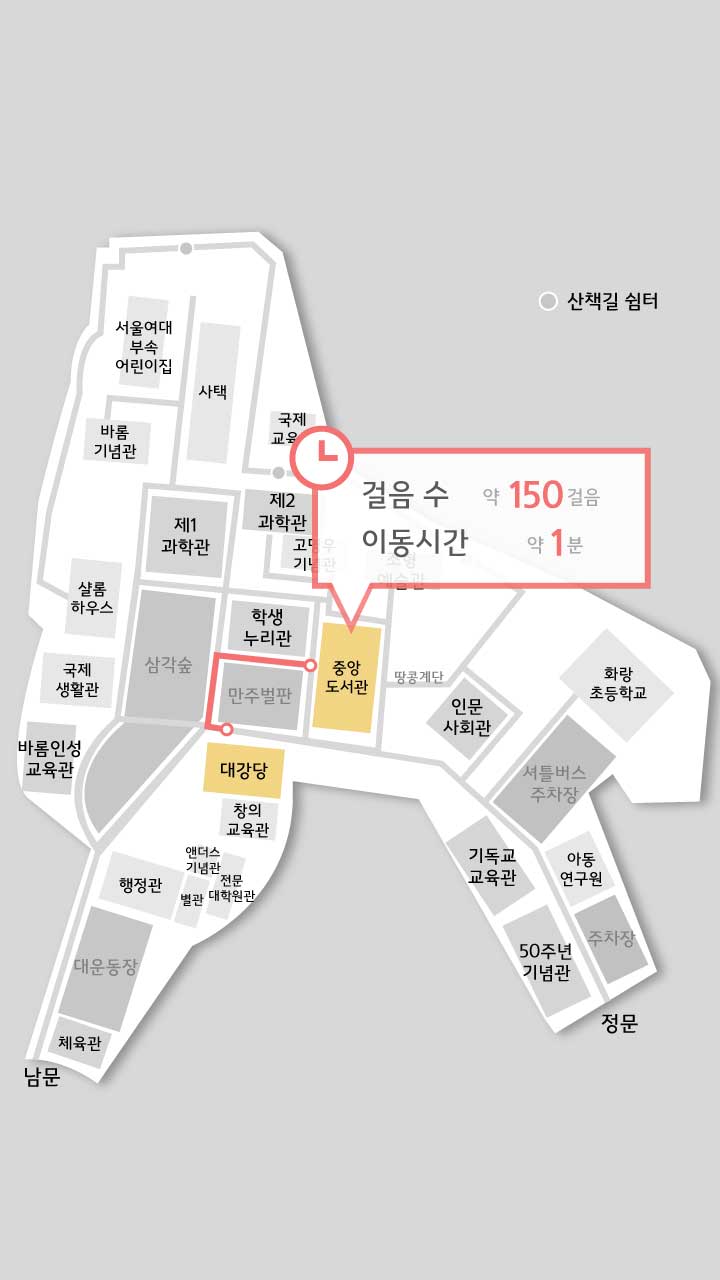 산책길 쉼터
서울여대
부속
어린이집
사택
바롬
기념관
국제
걸음 수 약 150 걸음
이동시간 약 1 분
제1
과학관
제2
과학관
샬롬
하우스
학생
누리관
삼각숲
국제
생활관
만주벌판
중앙
도서관
땅콩계단
화랑
초등학교
인문
사회관
바롬인성
교육관
대강당
셔틀버스
주차장
창의
교육관
앤더스
기념관
행정관
별관
전문
대학원관
기독교
교육관
아동
연구원
대운동장
50주년
기념관
주차장
체육관
정문
남문